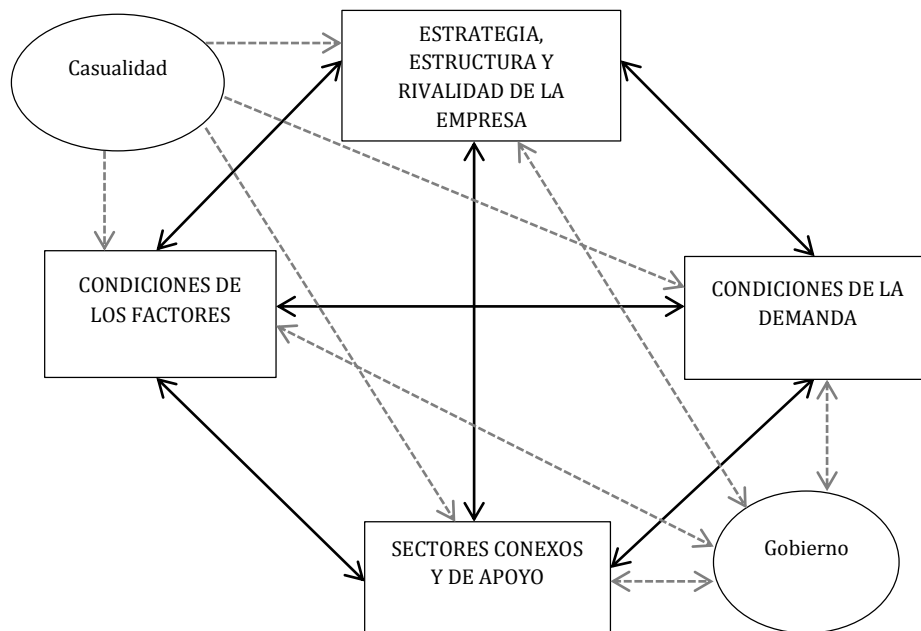 Casualidad
ESTRATEGIA,
ESTRUCTURA Y
RIVALIDAD DE LA
EMPRESA
CONDICIONES DE
LOS FACTORES
CONDICIONES DE LA
DEMANDA
SECTORES CONEXOS
Y DE APOYO
Gobierno